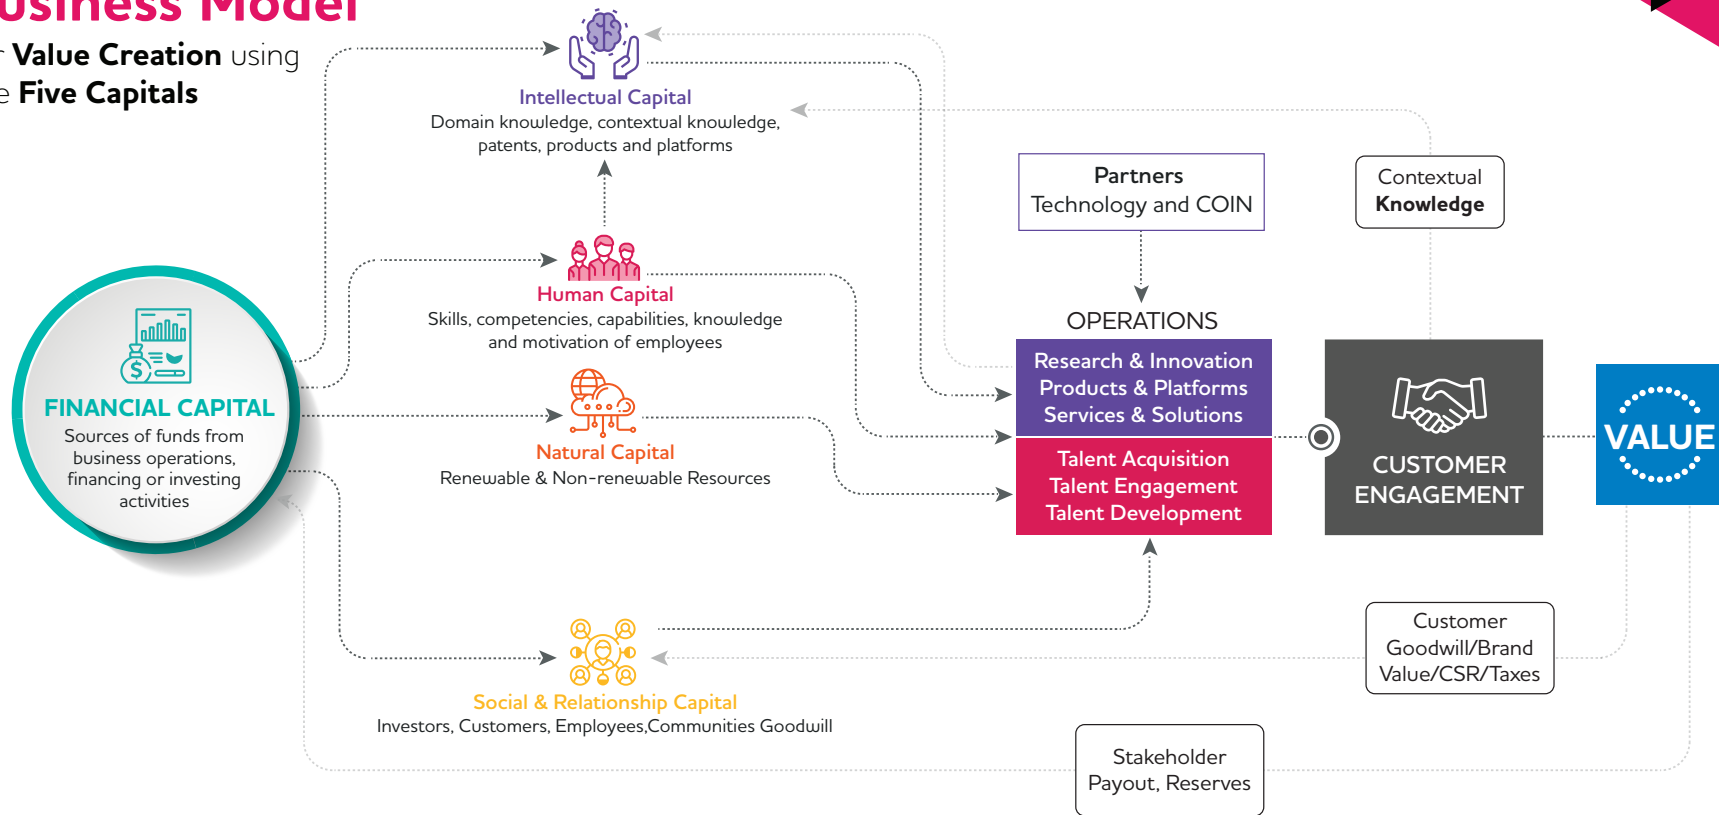 Business Model
Value Creation using
Five Capitals
Intellectual Capital
Domain knowledge, contextual knowledge,
patents, products and platforms
Partners
Technology and COIN
Contextual
Knowledge
Human Capital
Skills, competencies, capabilities, knowledge
and motivation of employees
OPERATIONS
Research & Innovation
Products & Platforms
Services & Solutions
Talent Acquisition
Talent Engagement
Talent Development
$
FINANCIAL CAPITAL
Sources of funds from
business operations,
financing or investing
activities
Natural Capital
Renewable & Non-renewable Resources
CUSTOMER
ENGAGEMENT
VALUE
Social & Relationship Capital
Investors, Customers, Employees,Communities Goodwill
Customer
Goodwill/Brand
Value/CSR/Taxes
Stakeholder
Payout, Reserves